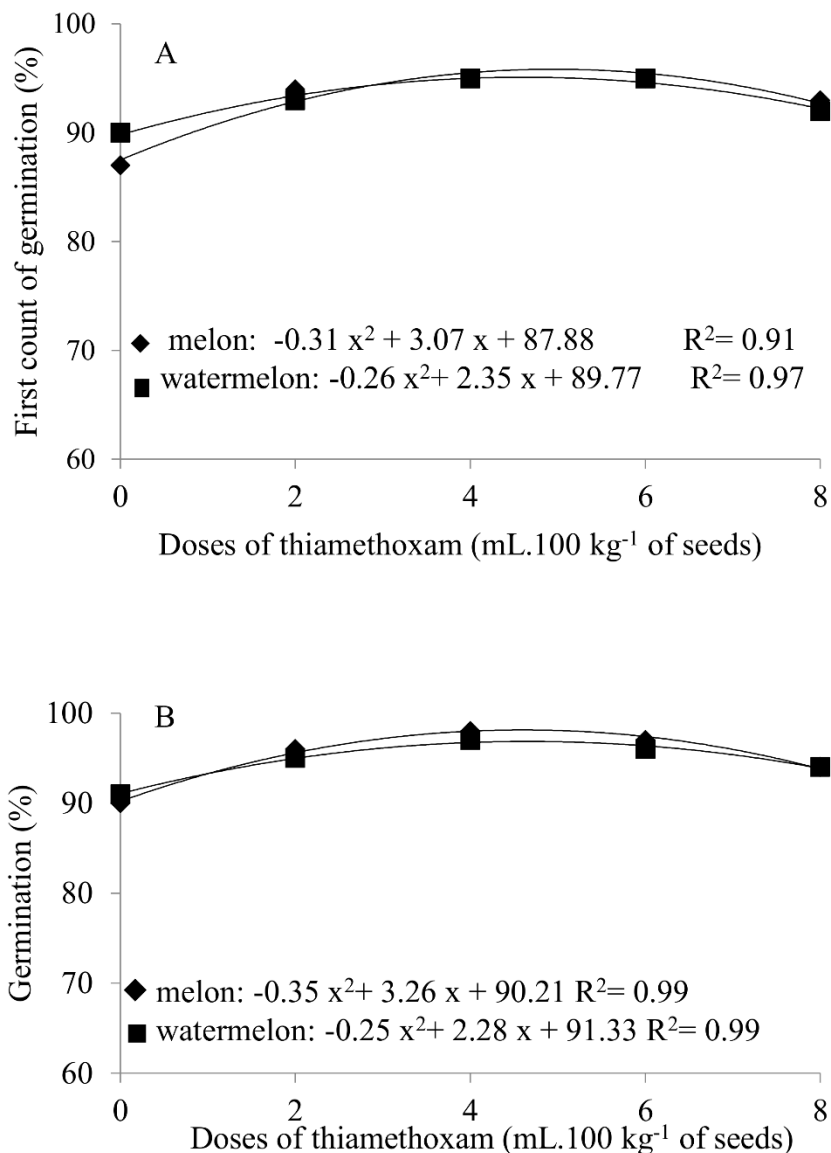 A
First count of germination (%)
100
90
80
70
60
melon: -0.31 x² + 3.07 x + 87.88 R²= 0.91
watermelon: -0.26 x²+ 2.35 x + 89.77 R²= 0.97
0 2 4 6 8
Doses of thiamethoxam (mL.100 kg⁻¹ of seeds)
B
Germination (%)
100
90
80
70
60
melon: -0.35 x²+ 3.26 x + 90.21 R²= 0.99
watermelon: -0.25 x²+ 2.28 x + 91.33 R²= 0.99
0 2 4 6 8
Doses of thiamethoxam (mL.100 kg⁻¹ of seeds)